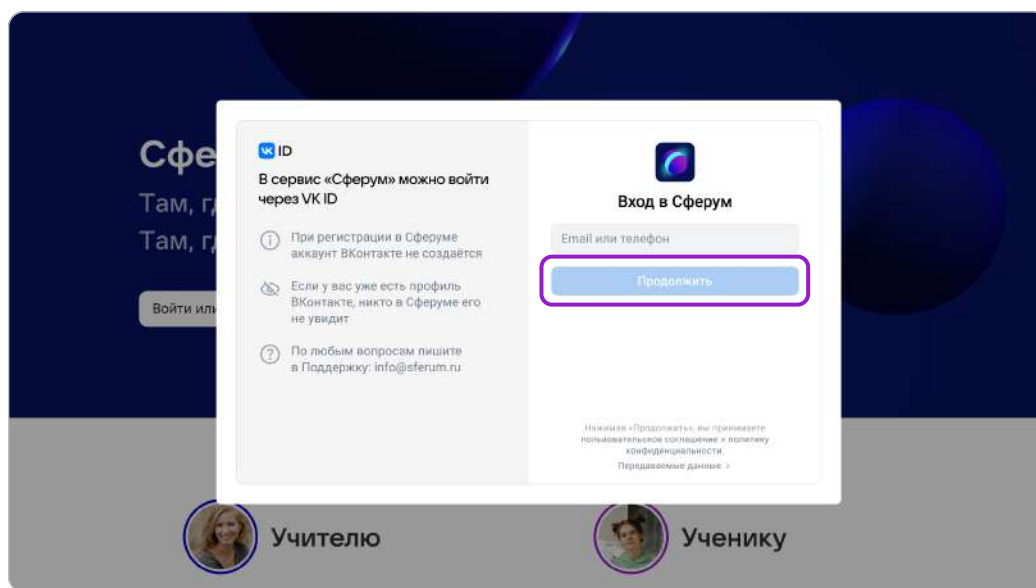 Сфе
Там, г
Там, г
Войти или
VK ID
В сервис «Сферум» можно войти
через VK ID
При регистрации в Сферуме
аккаунт ВКонтакте не создаётся
Если у вас уже есть профиль
ВКонтакте, никто в Сферуме его
не увидит
По любым вопросам пишите
в Поддержку: info@sferum.ru
Вход в Сферум
Email или телефон
Продолжить
Нажимая «Продолжить», вы принимаете
пользовательское соглашение и политику
конфиденциальности.
Передаваемые данные >
Учителю
Ученику